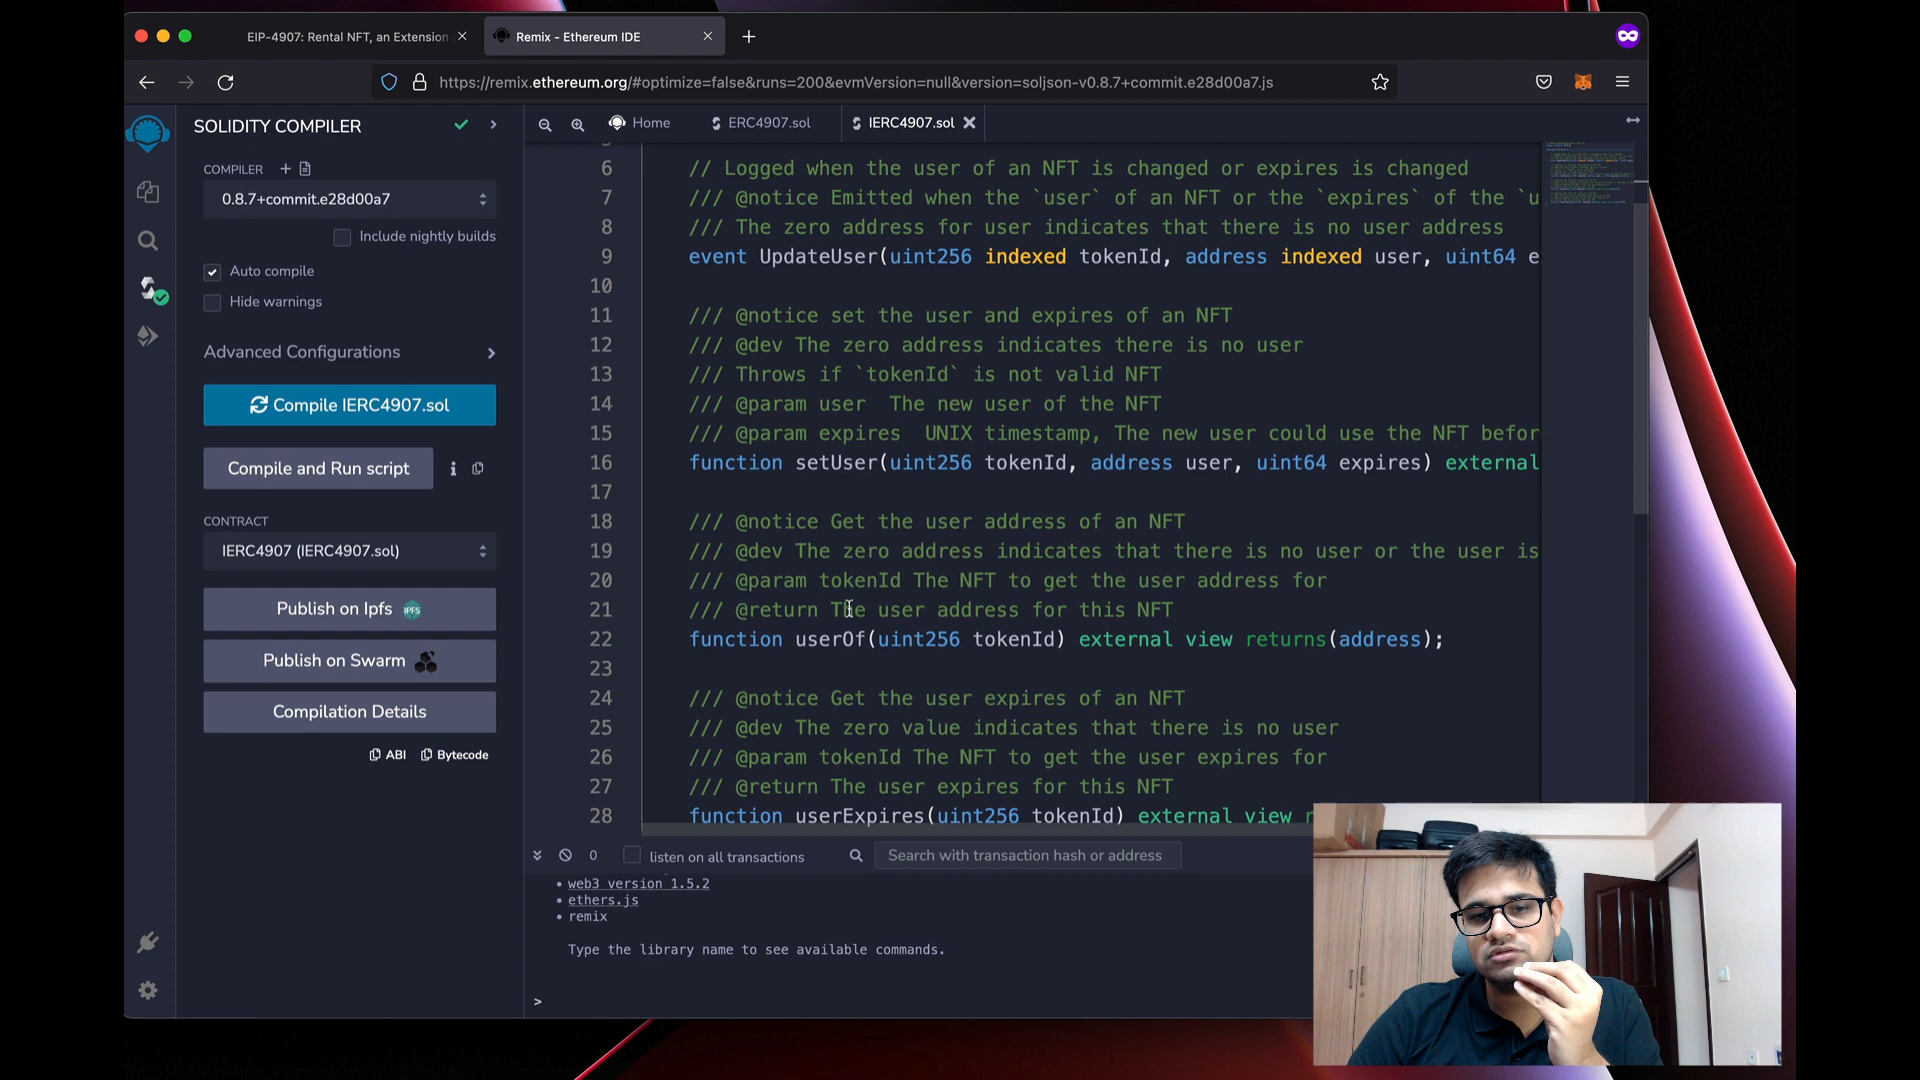 EIP-4907: Rental NFT, an Extension
Remix - Ethereum IDE
https://remix.ethereum.org/#optimize=false&runs=200&evmVersion=null&version=soljson-v0.8.7+commit.e28d00a7.js
SOLIDITY COMPILER
COMPILER
0.8.7+commit.e28d00a7
Include nightly builds
Auto compile
Hide warnings
Advanced Configurations
Compile IERC4907.sol
Compile and Run script
CONTRACT
IERC4907 (IERC4907.sol)
Publish on Ipfs
IPFS
Publish on Swarm
Compilation Details
ABI Bytecode
Home ERC4907.sol IERC4907.sol
6 // Logged when the user of an NFT is changed or expires is changed
7 /// @notice Emitted when the `user` of an NFT or the `expires` of the `u
8 /// The zero address for user indicates that there is no user address
9 event UpdateUser(uint256 indexed tokenId, address indexed user, uint64 e
10
11 /// @notice set the user and expires of an NFT
12 /// @dev The zero address indicates there is no user
13 /// Throws if `tokenId` is not valid NFT
14 /// @param user  The new user of the NFT
15 /// @param expires  UNIX timestamp, The new user could use the NFT befor
16 function setUser(uint256 tokenId, address user, uint64 expires) external
17
18 /// @notice Get the user address of an NFT
19 /// @dev The zero address indicates that there is no user or the user is
20 /// @param tokenId The NFT to get the user address for
21 /// @return The user address for this NFT
22 function userOf(uint256 tokenId) external view returns(address);
23
24 /// @notice Get the user expires of an NFT
25 /// @dev The zero value indicates that there is no user
26 /// @param tokenId The NFT to get the user expires for
27 /// @return The user expires for this NFT
28 function userExpires(uint256 tokenId) external view r
0 listen on all transactions Search with transaction hash or address
• web3 version 1.5.2
• ethers.js
• remix
Type the library name to see available commands.
>